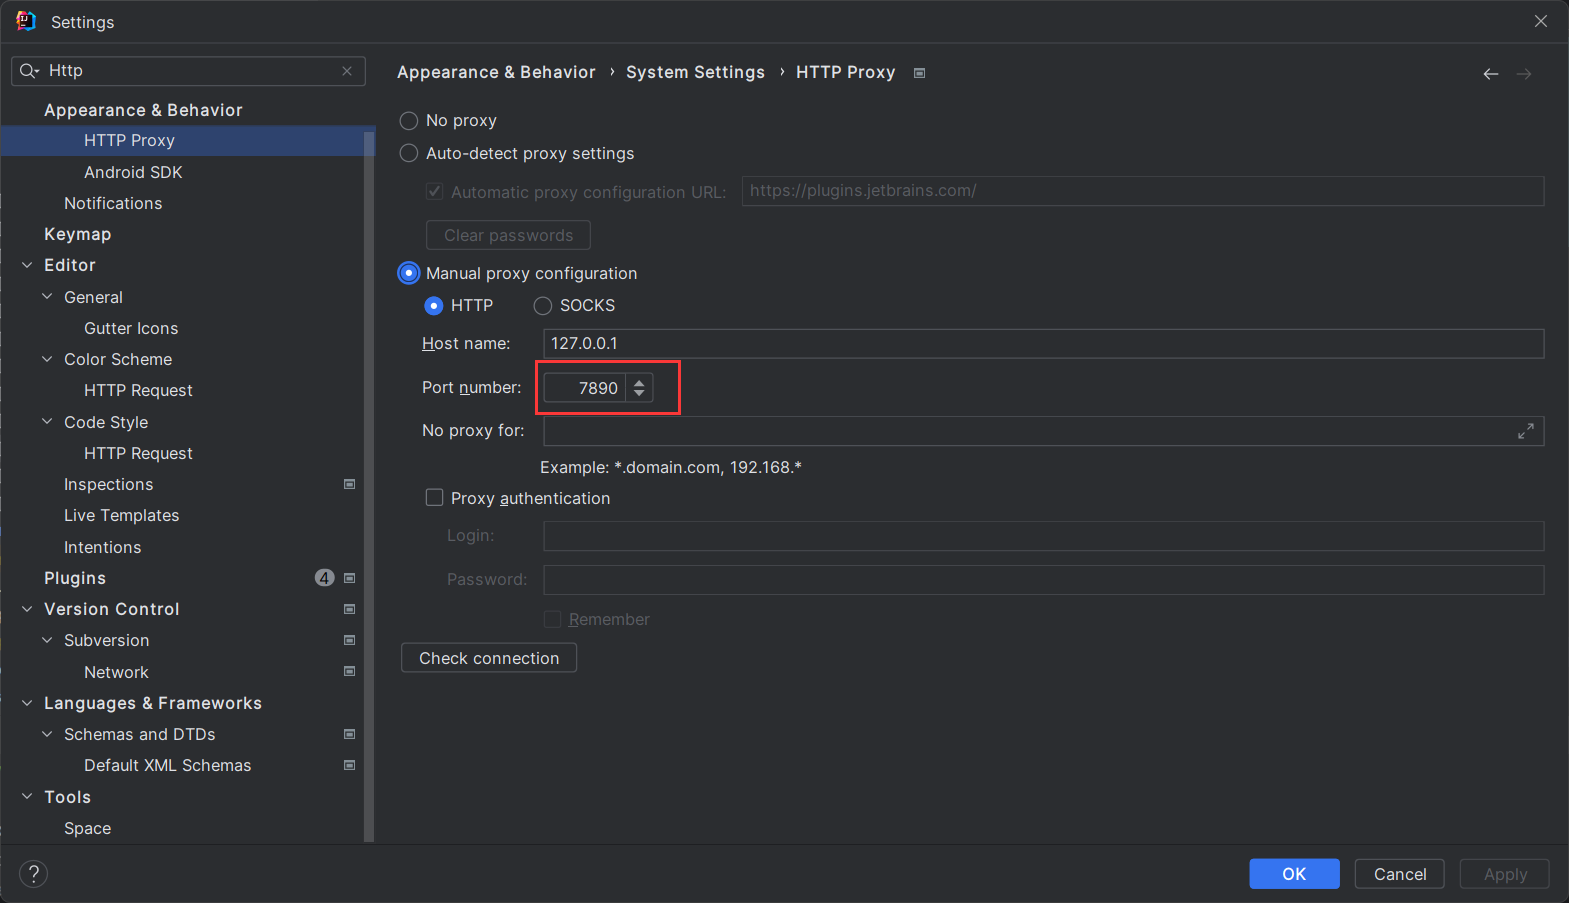 Settings
Http
Appearance & Behavior
HTTP Proxy
Android SDK
Notifications
Keymap
Editor
General
Gutter Icons
Color Scheme
HTTP Request
Code Style
HTTP Request
Inspections
Live Templates
Intentions
Plugins 4
Version Control
Subversion
Network
Languages & Frameworks
Schemas and DTDs
Default XML Schemas
Tools
Space
Appearance & Behavior › System Settings › HTTP Proxy
No proxy
Auto-detect proxy settings
Automatic proxy configuration URL: https://plugins.jetbrains.com/
Clear passwords
Manual proxy configuration
HTTP SOCKS
Host name: 127.0.0.1
Port number: 7890
No proxy for:
Example: *.domain.com, 192.168.*
Proxy authentication
Login:
Password:
Remember
Check connection
? OK Cancel Apply